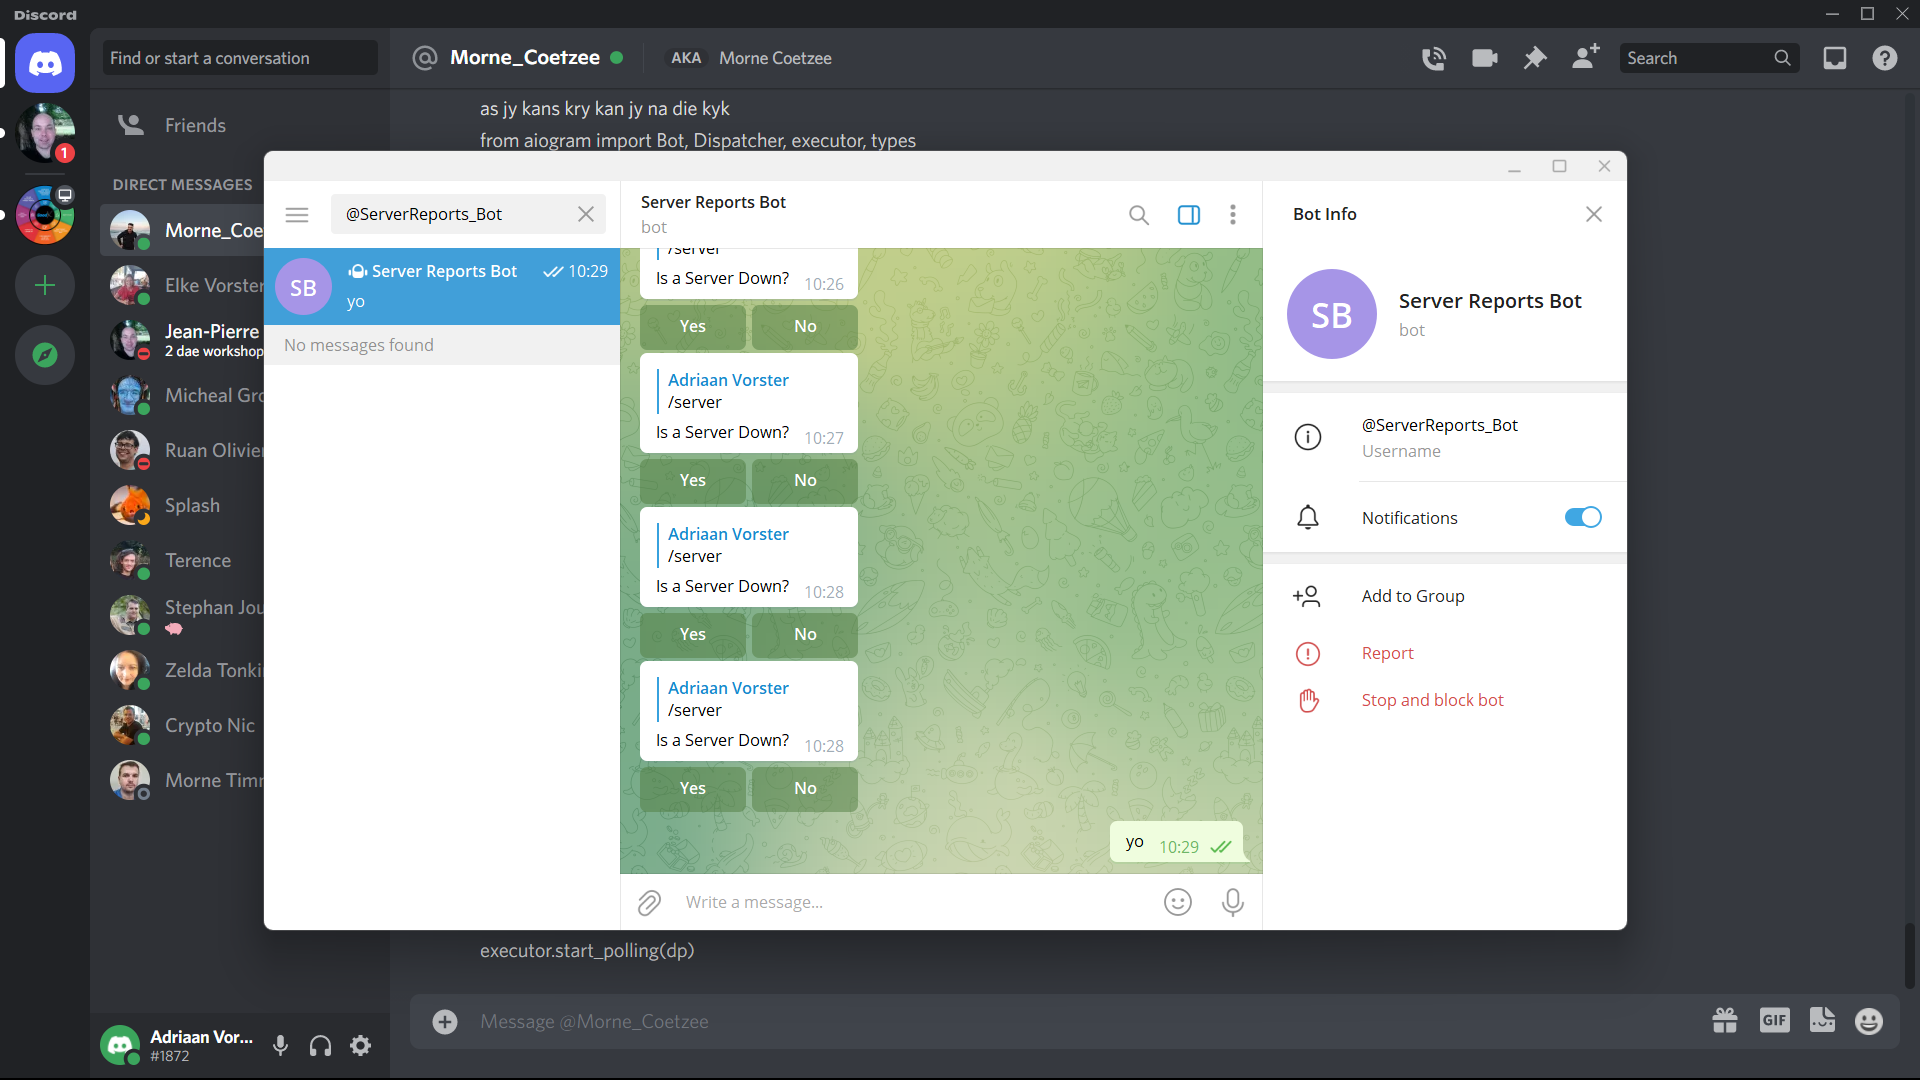 Discord
Find or start a conversation
Morne_Coetzee
AKA
Morne Coetzee
Search
1
Friends
DIRECT MESSAGES
Morne_Coe
Elke Vorster
Jean-Pierre
2 dae workshop
Micheal Gro
Ruan Olivier
Splash
Terence
Stephan Jou
Zelda Tonki
Crypto Nic
Morne Timm
Adriaan Vor...
#1872
as jy kans kry kan jy na die kyk
from aiogram import Bot, Dispatcher, executor, types
@ServerReports_Bot
SB
Server Reports Bot
10:29
yo
No messages found
Server Reports Bot
bot
/server
Is a Server Down?
10:26
Yes
No
Adriaan Vorster
/server
Is a Server Down?
10:27
Yes
No
Adriaan Vorster
/server
Is a Server Down?
10:28
Yes
No
Adriaan Vorster
/server
Is a Server Down?
10:28
Yes
No
yo
10:29
Write a message...
Bot Info
SB
Server Reports Bot
bot
@ServerReports_Bot
Username
Notifications
Add to Group
Report
Stop and block bot
executor.start_polling(dp)
Message @Morne_Coetzee
GIF